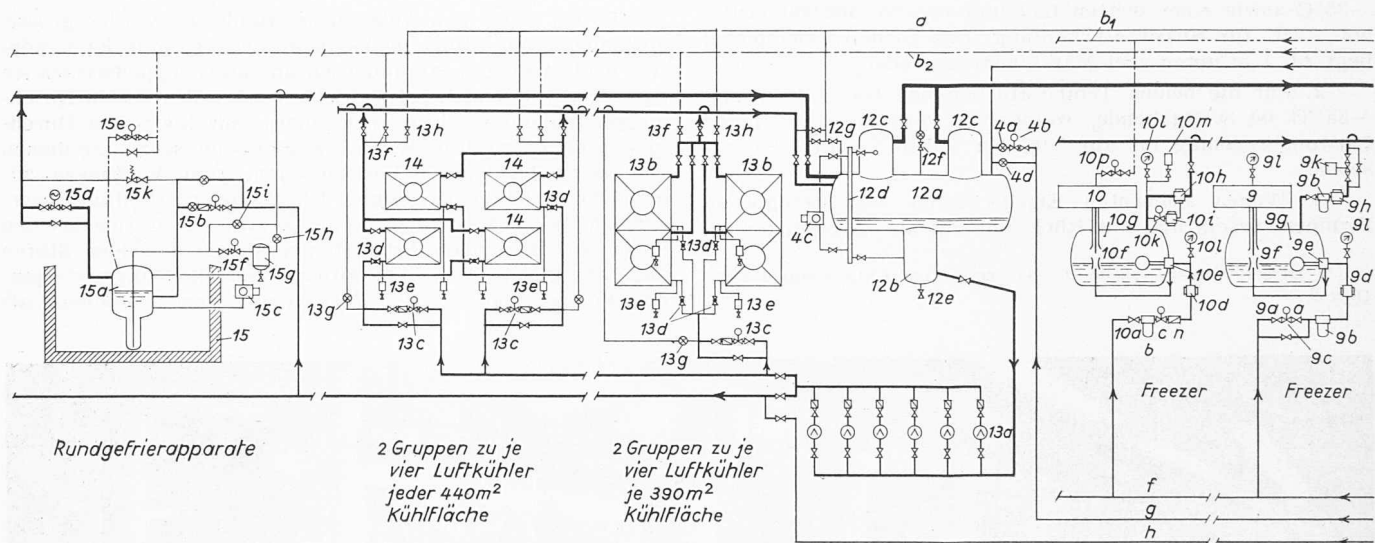 a
b1
b2
15e
15k
15d
15b
15i
15h
15f
15g
15a
15c
15
13f
13h
14
14
13d
14
13d
13e
13e
13g
13c
13c
13f
13h
13b
13b
13d
13e
13e
13d
13c
13g
12g
12c
12c
12f
12d
12a
4a
4b
4d
4c
12b
12e
13a
10l
10m
10p
10h
10
10g
10i
10k
10f
10l
10e
10d
10a
c
n
b
9l
9k
9b
9h
9
9g
9l
9e
9f
9d
9a
a
9b
9c
Freezer
Freezer
f
g
h
Rundgefrierapparate
2 Gruppen zu je
vier Luftkühler
jeder 440m²
Kühlfläche
2 Gruppen zu je
vier Luftkühler
je 390m²
Kühlfläche